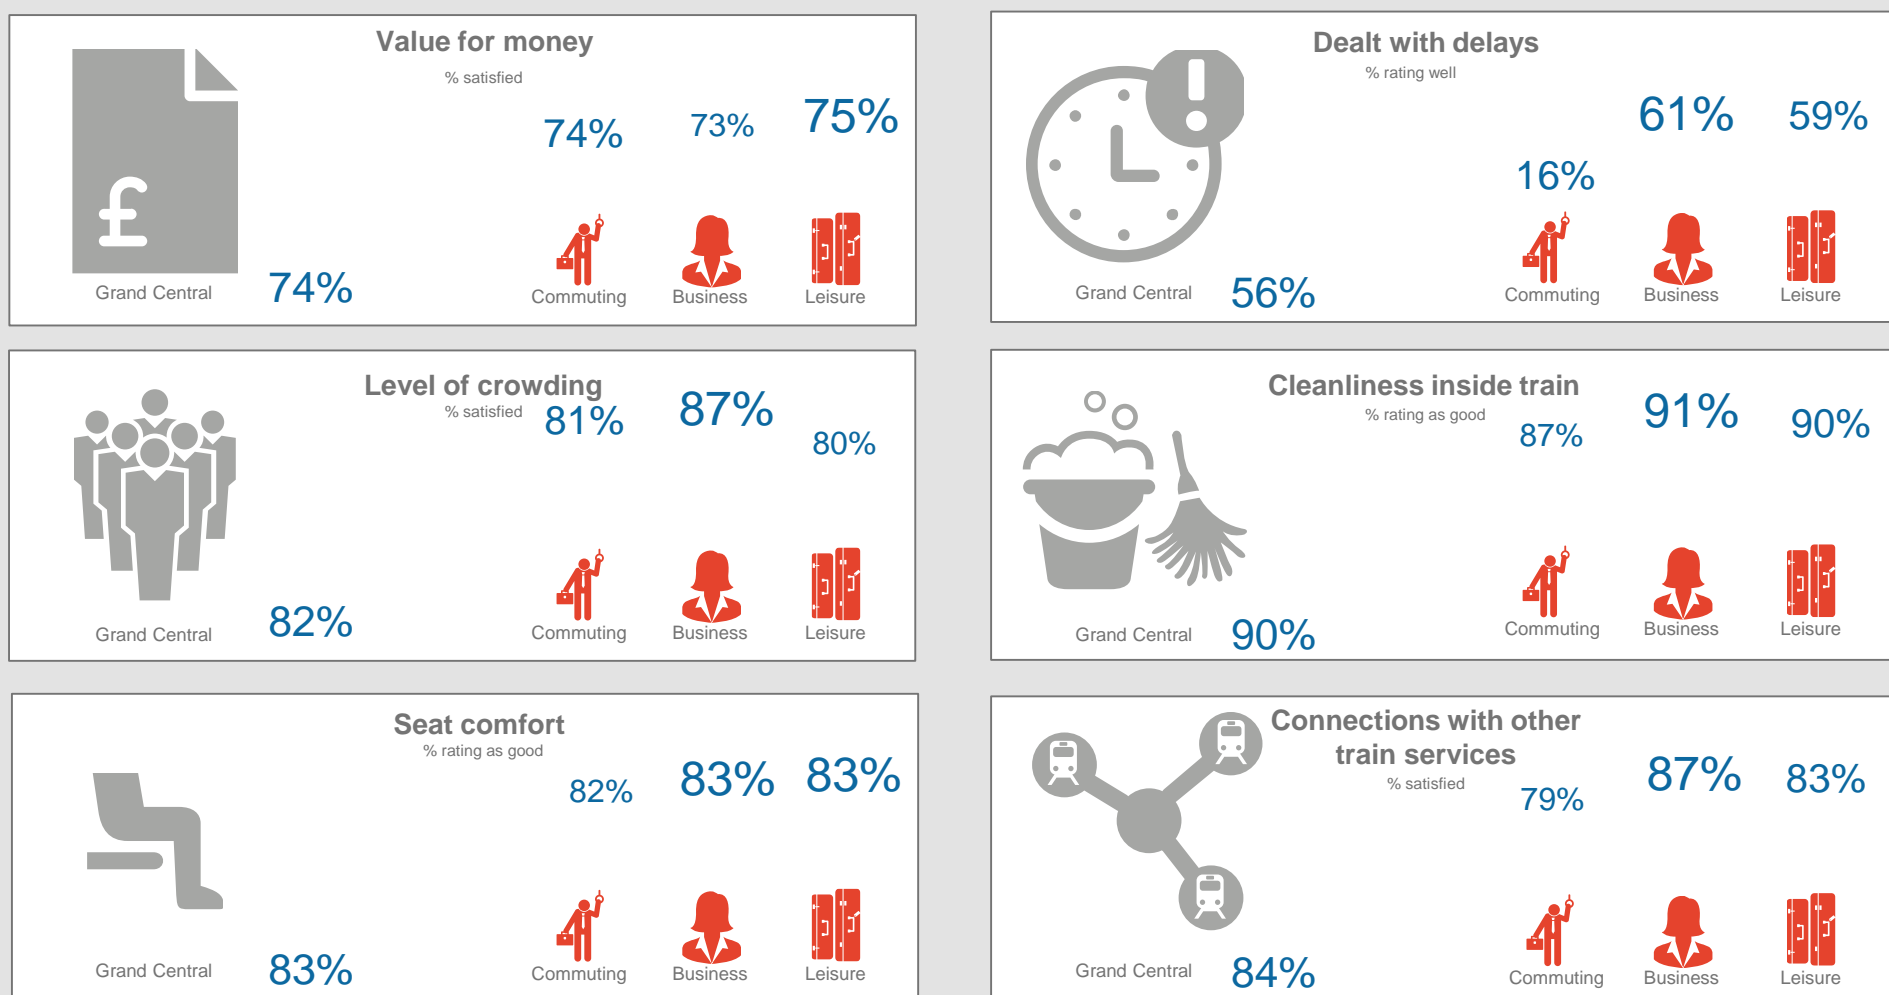 Value for money
% satisfied
74%
73%
75%
Grand Central
74%
Commuting
Business
Leisure
Dealt with delays
% rating well
16%
61%
59%
Grand Central
56%
Commuting
Business
Leisure
Level of crowding
% satisfied
81%
87%
80%
Grand Central
82%
Commuting
Business
Leisure
Cleanliness inside train
% rating as good
87%
91%
90%
Grand Central
90%
Commuting
Business
Leisure
Seat comfort
% rating as good
82%
83%
83%
Grand Central
83%
Commuting
Business
Leisure
Connections with other
train services
% satisfied
79%
87%
83%
Grand Central
84%
Commuting
Business
Leisure